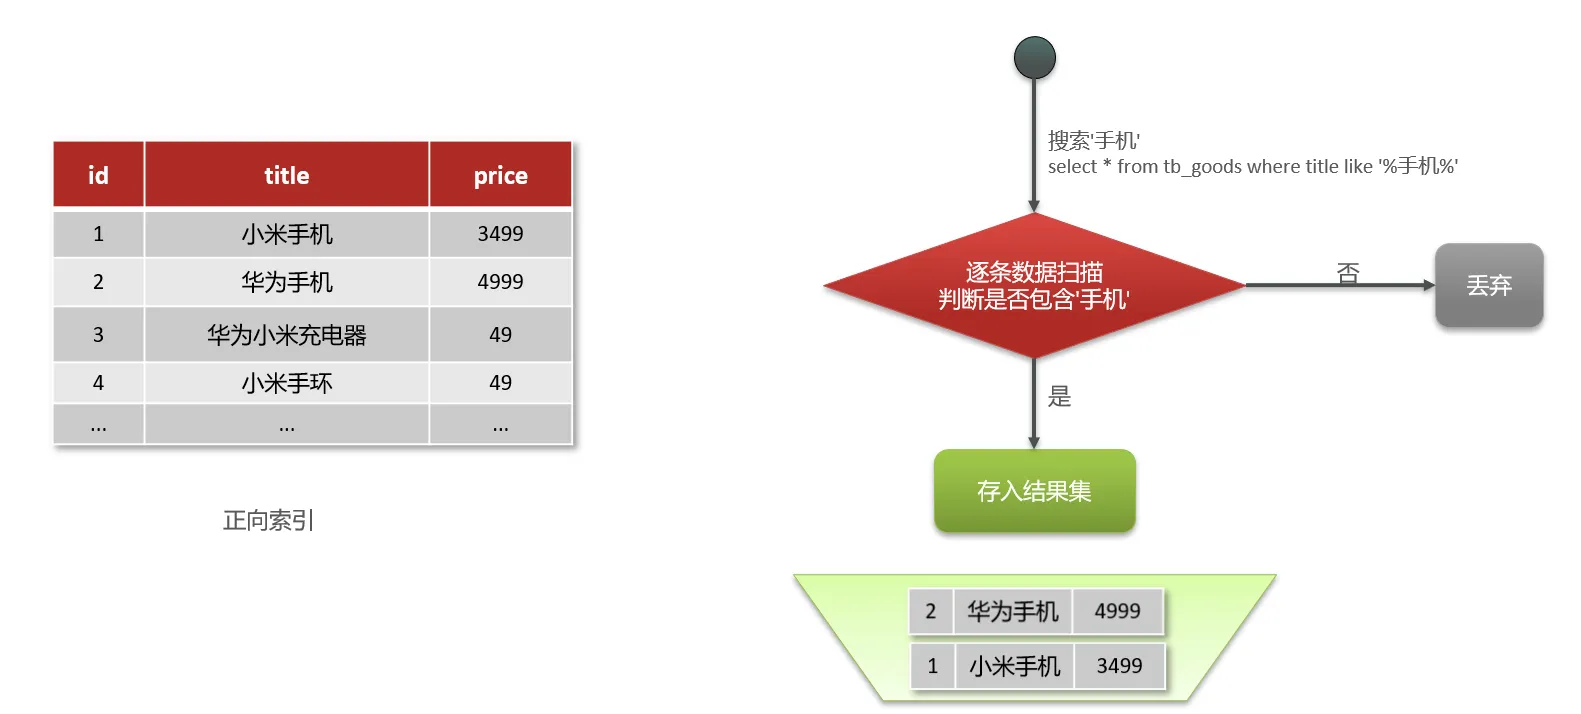 id title price
1 小米手机 3499
2 华为手机 4999
3 华为小米充电器 49
4 小米手环 49
... ... ...
正向索引
搜索'手机'
select * from tb_goods where title like '%手机%'
逐条数据扫描
判断是否包含'手机'
否
丢弃
是
存入结果集
2 华为手机 4999
1 小米手机 3499